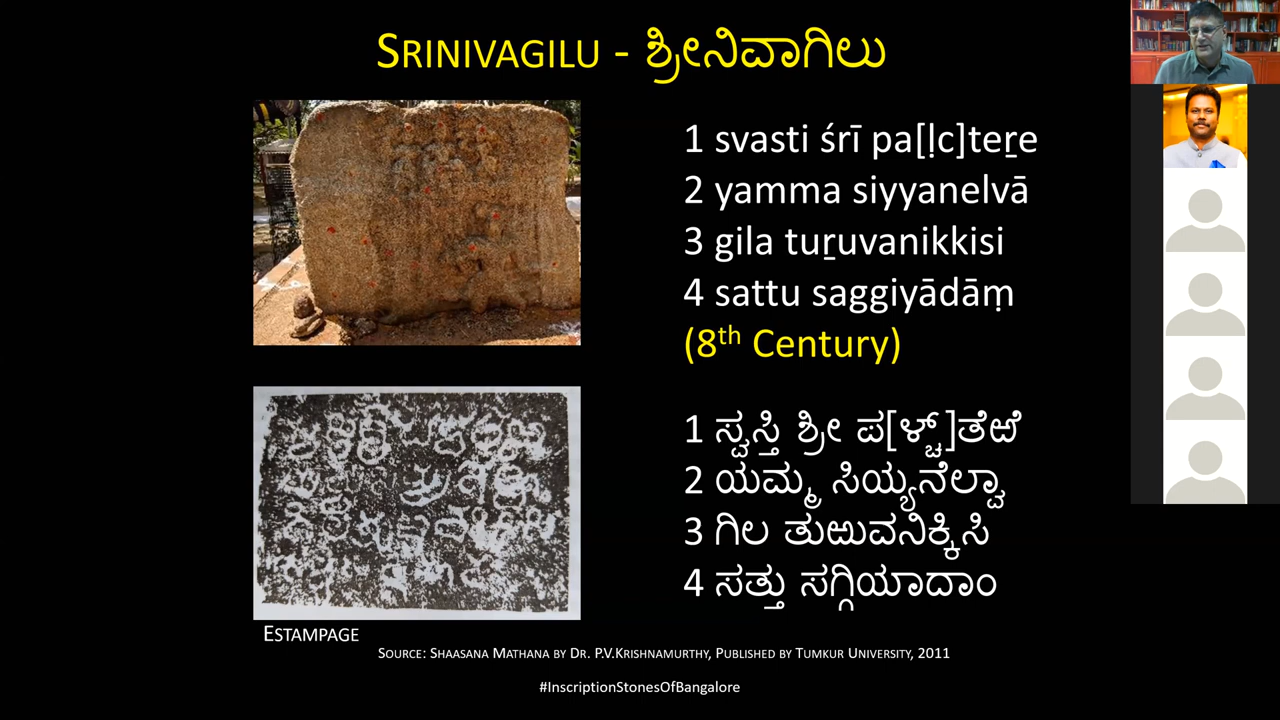 SRINIVAGILU - ಶ್ರೀನಿವಾಗಿಲು
1 svasti śrī pa[ḷc]teṟe
2 yamma siyyanelvā
3 gila tuṟuvanikkisi
4 sattu saggiyādāṃ
(8th Century)
1 ಸ್ವಸ್ತಿ ಶ್ರೀ ಪ[ಳ್ಚ್]ತೆಱೆ
2 ಯಮ್ಮ ಸಿಯ್ಯನೆಲ್ವಾ
3 ಗಿಲ ತುಱುವನಿಕ್ಕಿಸಿ
4 ಸತ್ತು ಸಗ್ಗಿಯಾದಾಂ
ESTAMPAGE
SOURCE: SHAASANA MATHANA BY DR. P.V.KRISHNAMURTHY, PUBLISHED BY TUMKUR UNIVERSITY, 2011
#InscriptionStonesOfBangalore